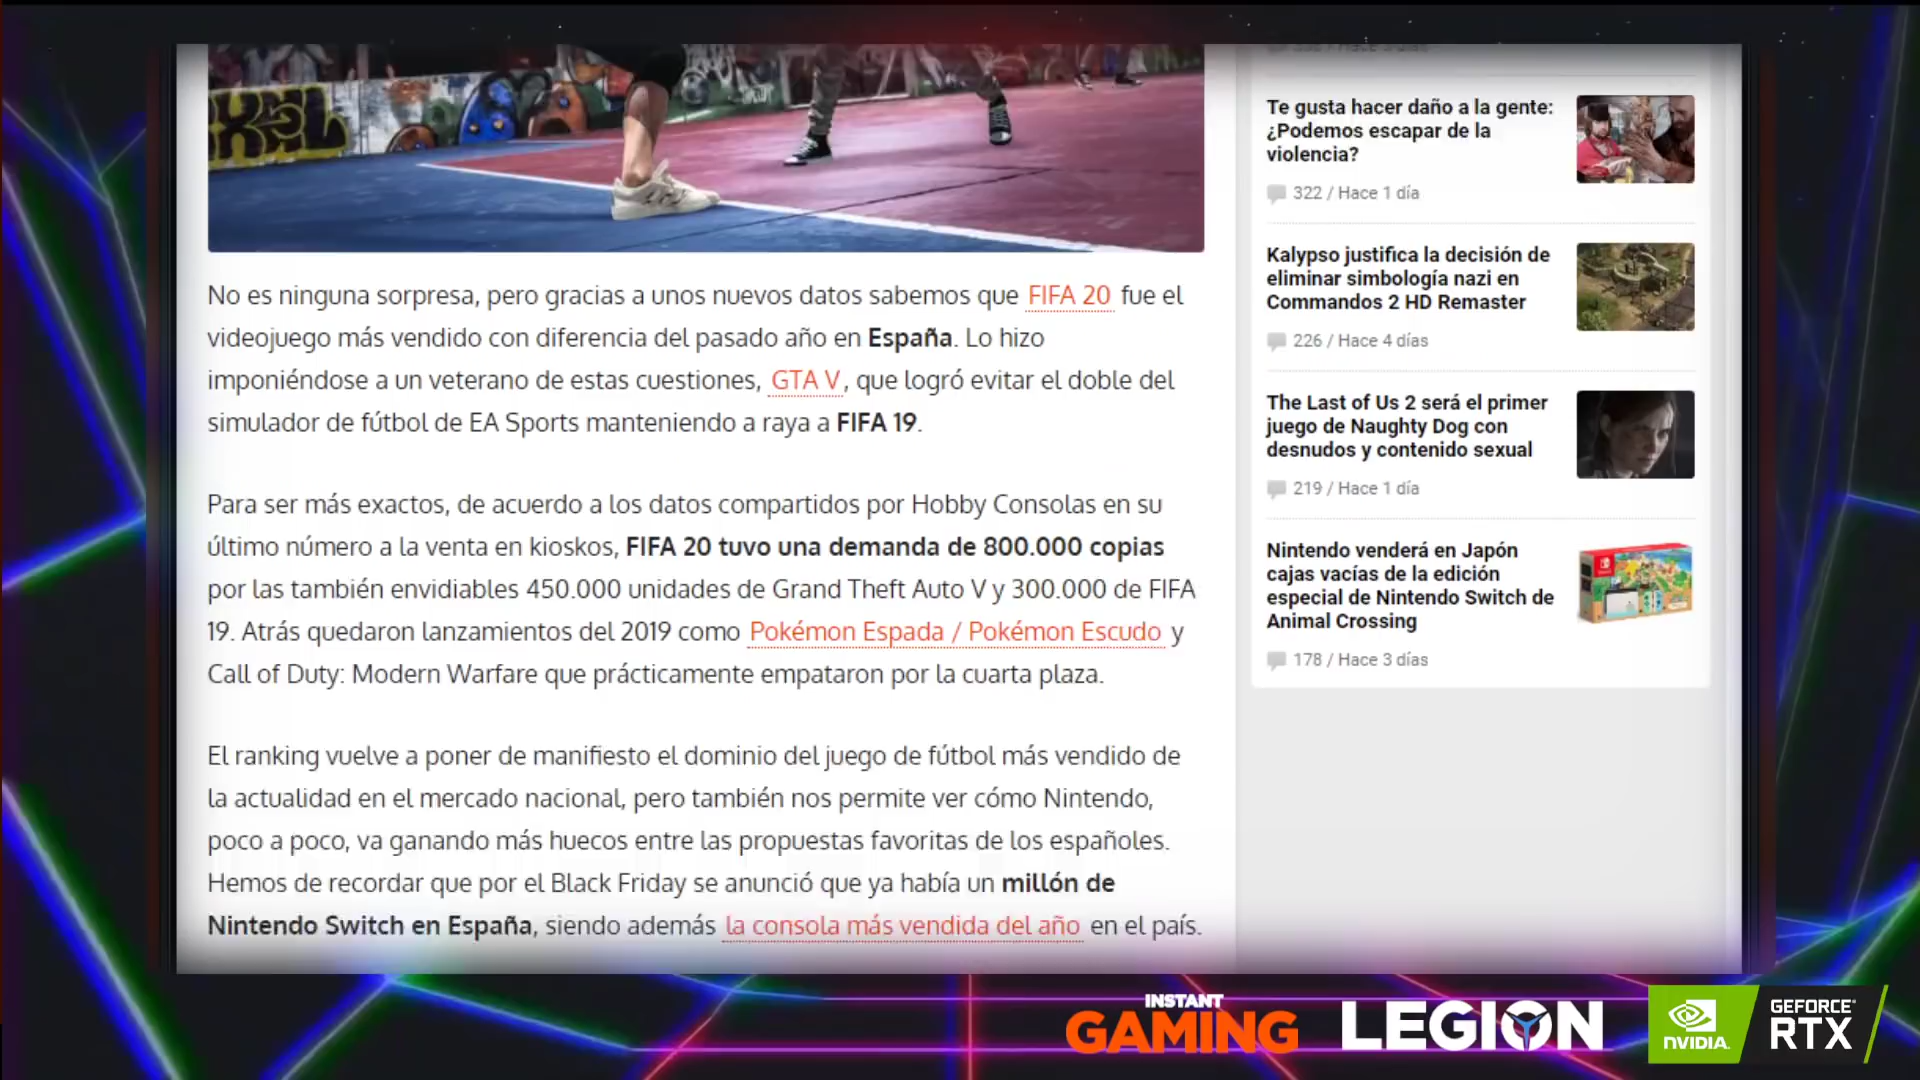 No es ninguna sorpresa, pero gracias a unos nuevos datos sabemos que FIFA 20 fue el
videojuego más vendido con diferencia del pasado año en España. Lo hizo
imponiéndose a un veterano de estas cuestiones, GTA V, que logró evitar el doble del
simulador de fútbol de EA Sports manteniendo a raya a FIFA 19.
Para ser más exactos, de acuerdo a los datos compartidos por Hobby Consolas en su
último número a la venta en kioskos, FIFA 20 tuvo una demanda de 800.000 copias
por las también envidiables 450.000 unidades de Grand Theft Auto V y 300.000 de FIFA
19. Atrás quedaron lanzamientos del 2019 como Pokémon Espada / Pokémon Escudo y
Call of Duty: Modern Warfare que prácticamente empataron por la cuarta plaza.
El ranking vuelve a poner de manifiesto el dominio del juego de fútbol más vendido de
la actualidad en el mercado nacional, pero también nos permite ver cómo Nintendo,
poco a poco, va ganando más huecos entre las propuestas favoritas de los españoles.
Hemos de recordar que por el Black Friday se anunció que ya había un millón de
Nintendo Switch en España, siendo además la consola más vendida del año en el país.
Te gusta hacer daño a la gente:
¿Podemos escapar de la
violencia?
322 / Hace 1 día
Kalypso justifica la decisión de
eliminar simbología nazi en
Commandos 2 HD Remaster
226 / Hace 4 días
The Last of Us 2 será el primer
juego de Naughty Dog con
desnudos y contenido sexual
219 / Hace 1 día
Nintendo venderá en Japón
cajas vacías de la edición
especial de Nintendo Switch de
Animal Crossing
178 / Hace 3 días
INSTANT
GAMING
LEGION
NVIDIA.
GEFORCE
RTX